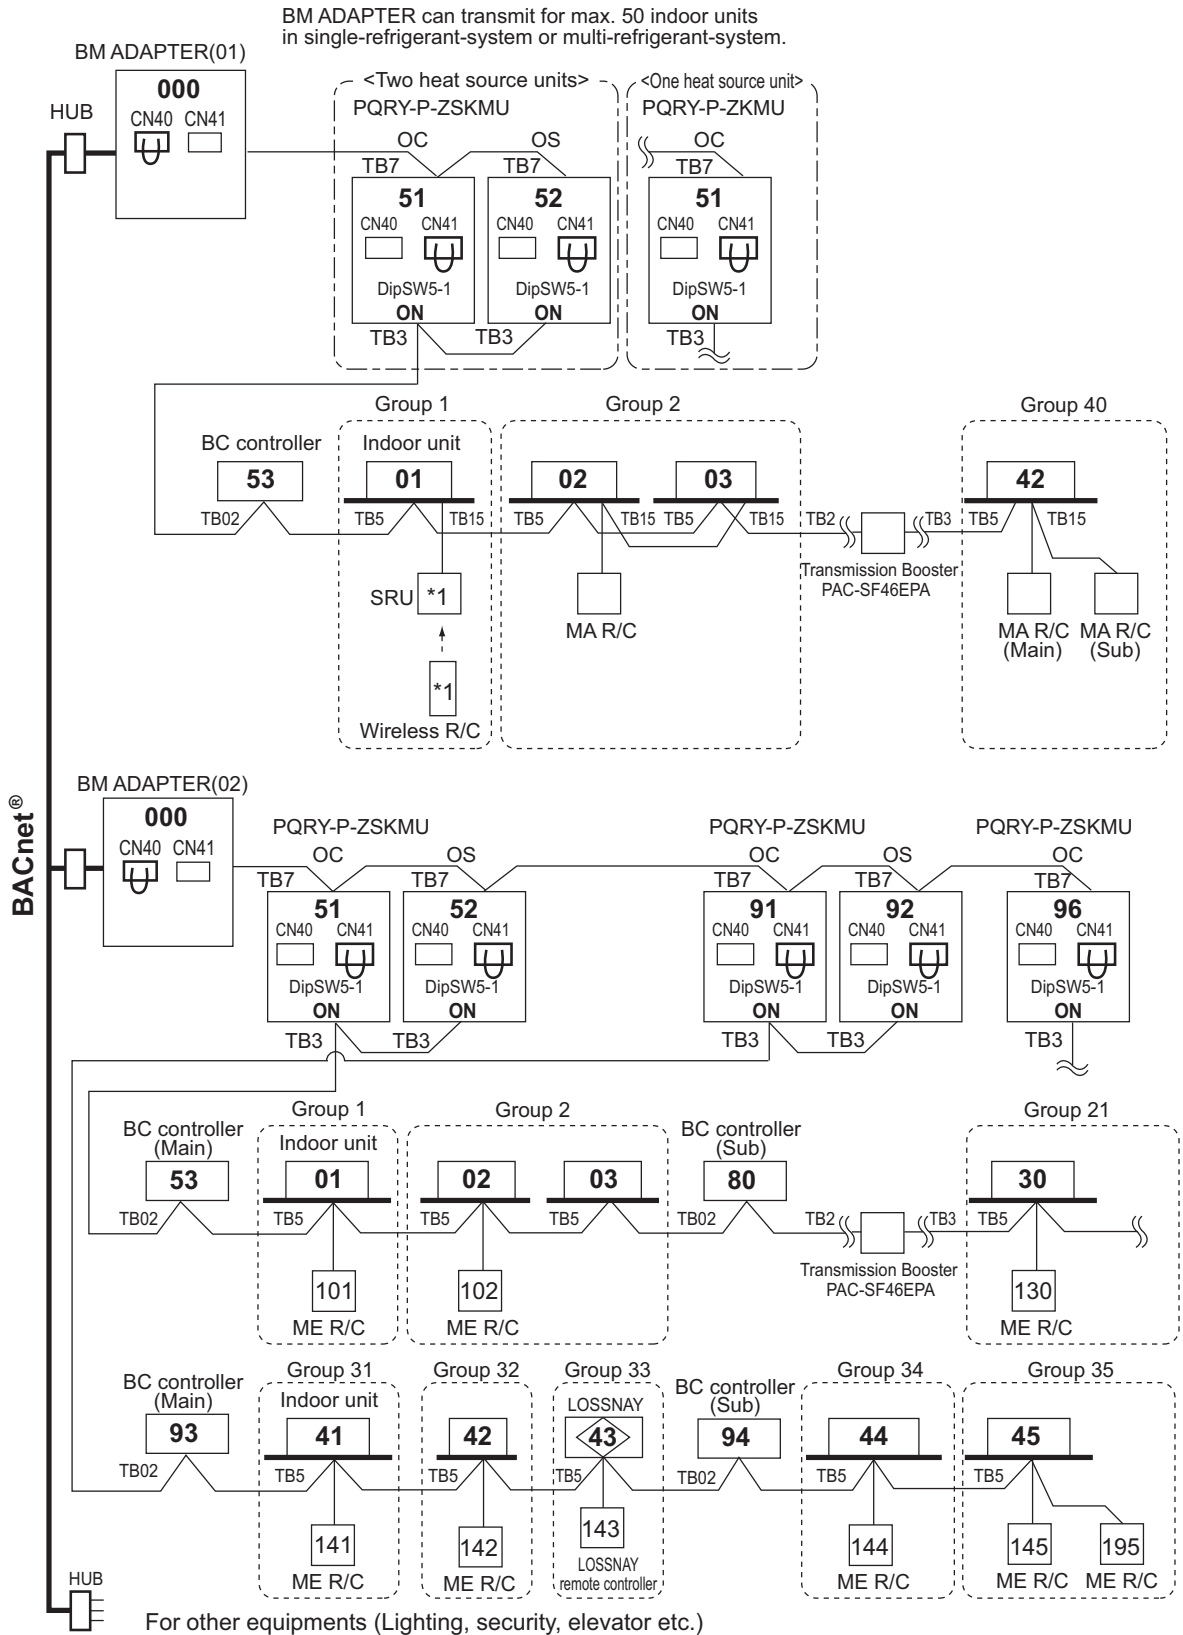 BM ADAPTER can transmit for max. 50 indoor units
in single-refrigerant-system or multi-refrigerant-system.
BM ADAPTER(01)
HUB
000
CN40 CN41
<Two heat source units>
PQRY-P-ZSKMU
OC OS
TB7 TB7
51 52
CN40 CN41 CN40 CN41
DipSW5-1 DipSW5-1
ON ON
TB3 TB3
<One heat source unit>
PQRY-P-ZKMU
OC
TB7
51
CN40 CN41
DipSW5-1
ON
TB3
Group 1 Group 2 Group 40
BC controller Indoor unit
53 01 02 03 42
TB02 TB5 TB15 TB5 TB15 TB5 TB15 TB2 TB3 TB5 TB15
Transmission Booster
PAC-SF46EPA
SRU *1
MA R/C
MA R/C
(Main)
MA R/C
(Sub)
*1
Wireless R/C
BACnet®
BM ADAPTER(02)
000
CN40 CN41
PQRY-P-ZSKMU PQRY-P-ZSKMU PQRY-P-ZSKMU
OC OS OC OS OC
TB7 TB7 TB7 TB7 TB7
51 52 91 92 96
CN40 CN41 CN40 CN41 CN40 CN41 CN40 CN41 CN40 CN41
DipSW5-1 DipSW5-1 DipSW5-1 DipSW5-1 DipSW5-1
ON ON ON ON ON
TB3 TB3 TB3 TB3 TB3
Group 1 Group 2 Group 21
BC controller
(Main)
Indoor unit
BC controller
(Sub)
53 01 02 03 80 30
TB02 TB5 TB5 TB5 TB02 TB2 TB3 TB5
Transmission Booster
PAC-SF46EPA
101 102 130
ME R/C ME R/C ME R/C
Group 31 Group 32 Group 33 Group 34 Group 35
BC controller
(Main)
Indoor unit
LOSSNAY
BC controller
(Sub)
93 41 42 43 94 44 45
TB02 TB5 TB5 TB5 TB02 TB5 TB5
141 142 143 144 145 195
ME R/C ME R/C
LOSSNAY
remote controller
ME R/C ME R/C ME R/C
HUB
For other equipments (Lighting, security, elevator etc.)